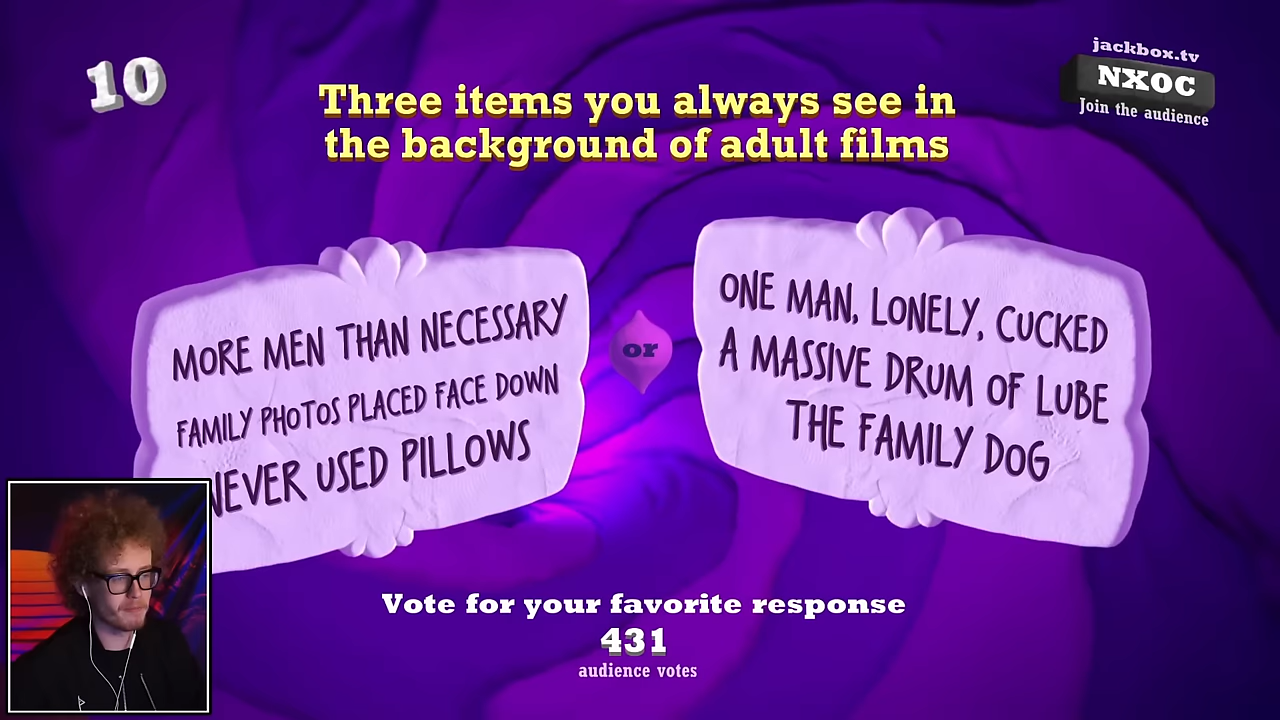 10
jackbox.tv
NXOC
Join the audience
Three items you always see in
the background of adult films
MORE MEN THAN NECESSARY
FAMILY PHOTOS PLACED FACE DOWN
NEVER USED PILLOWS
or
ONE MAN, LONELY, CUCKED
A MASSIVE DRUM OF LUBE
THE FAMILY DOG
Vote for your favorite response
431
audience votes